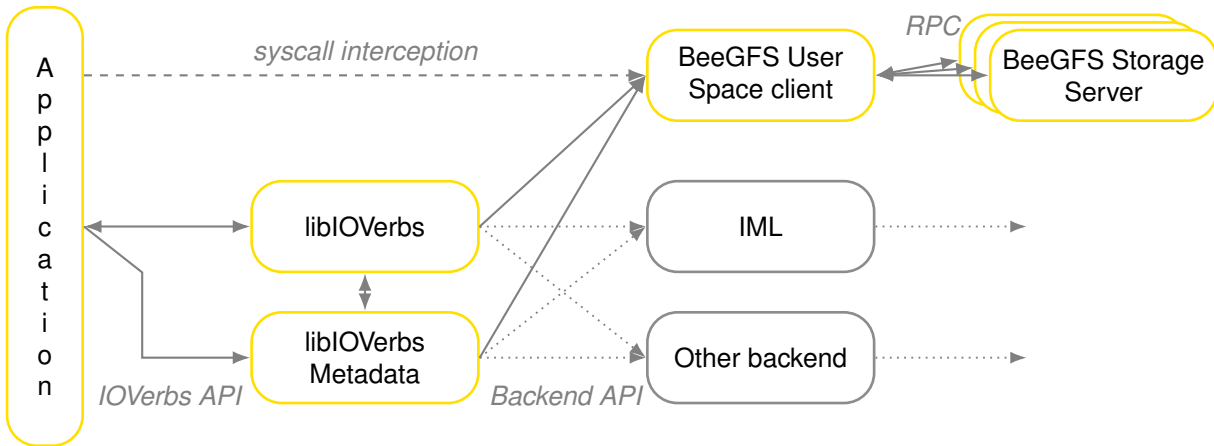 A
p
p
l
i
c
a
t
i
o
n
syscall interception
BeeGFS User
Space client
RPC
BeeGFS Storage
Server
libIOVerbs
IML
libIOVerbs
Metadata
Other backend
IOVerbs API
Backend API